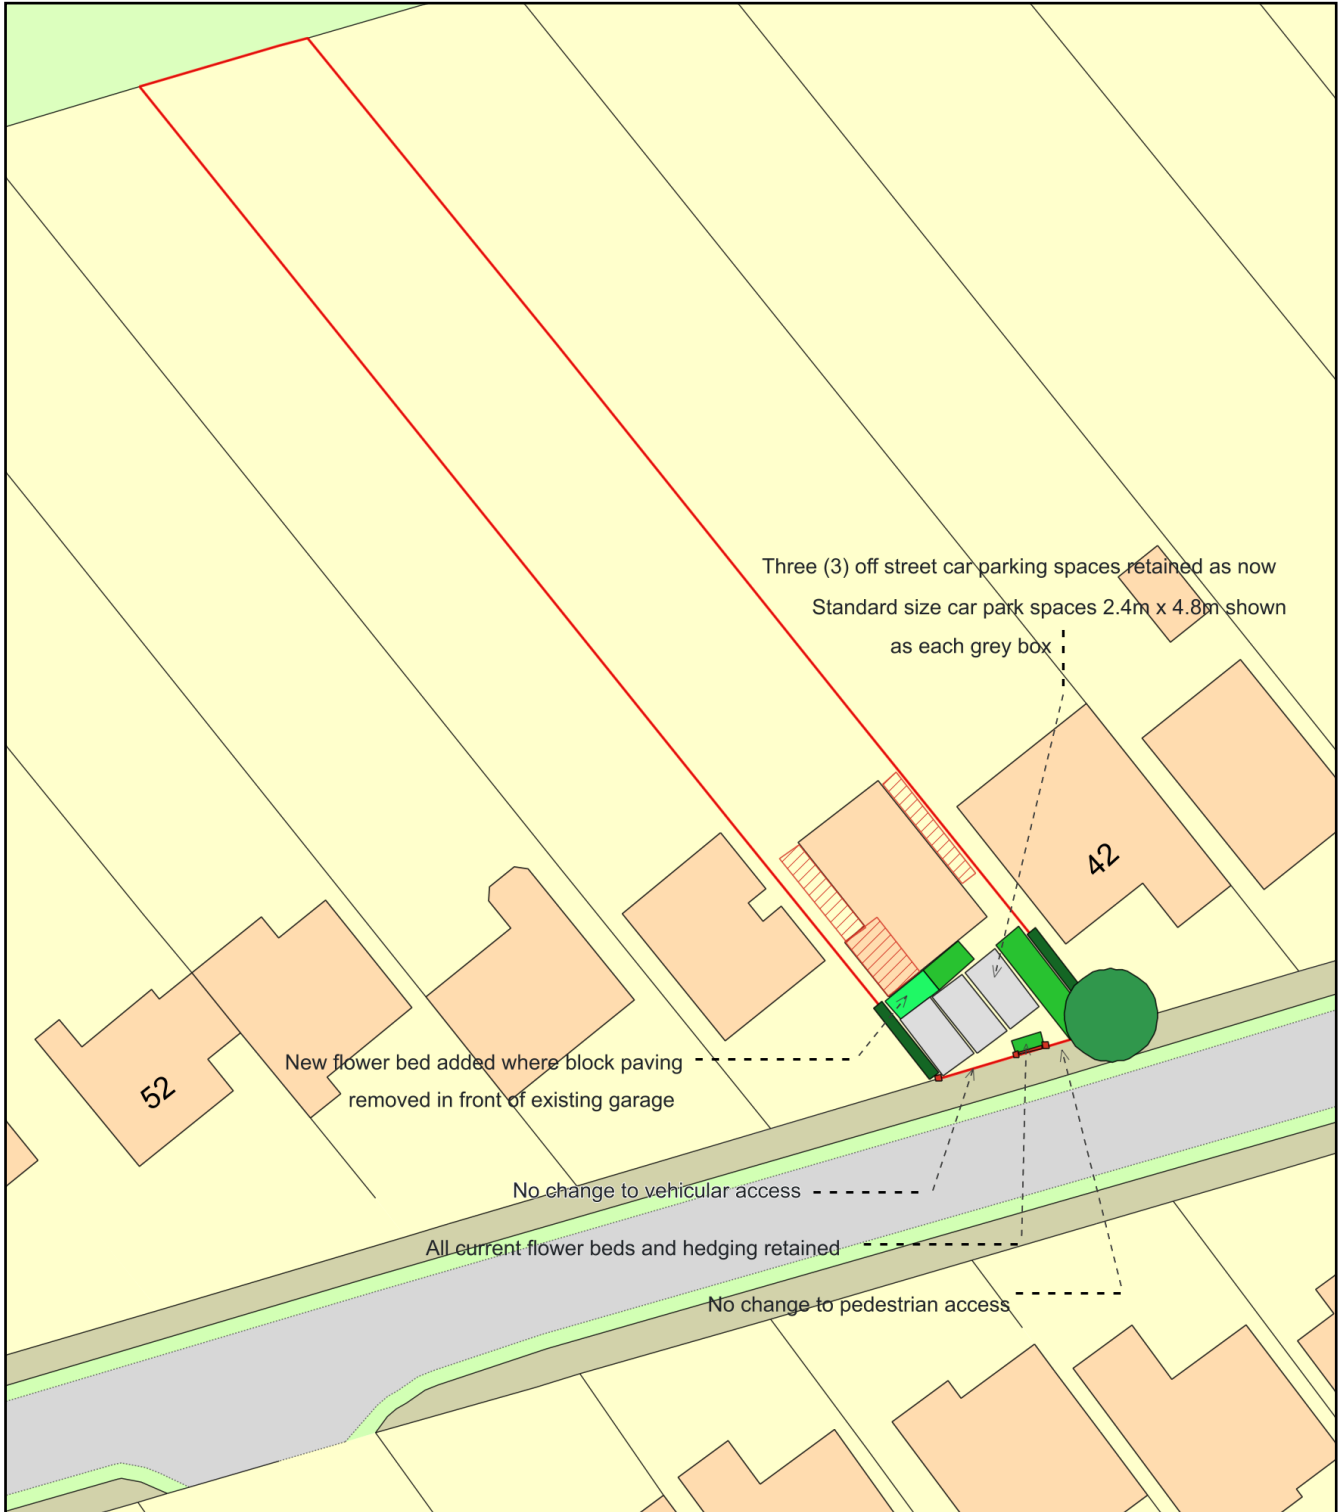 Three (3) off street car parking spaces retained as now
Standard size car park spaces 2.4m x 4.8m shown
as each grey box
42
New flower bed added where block paving
removed in front of existing garage
52
No change to vehicular access
All current flower beds and hedging retained
No change to pedestrian access